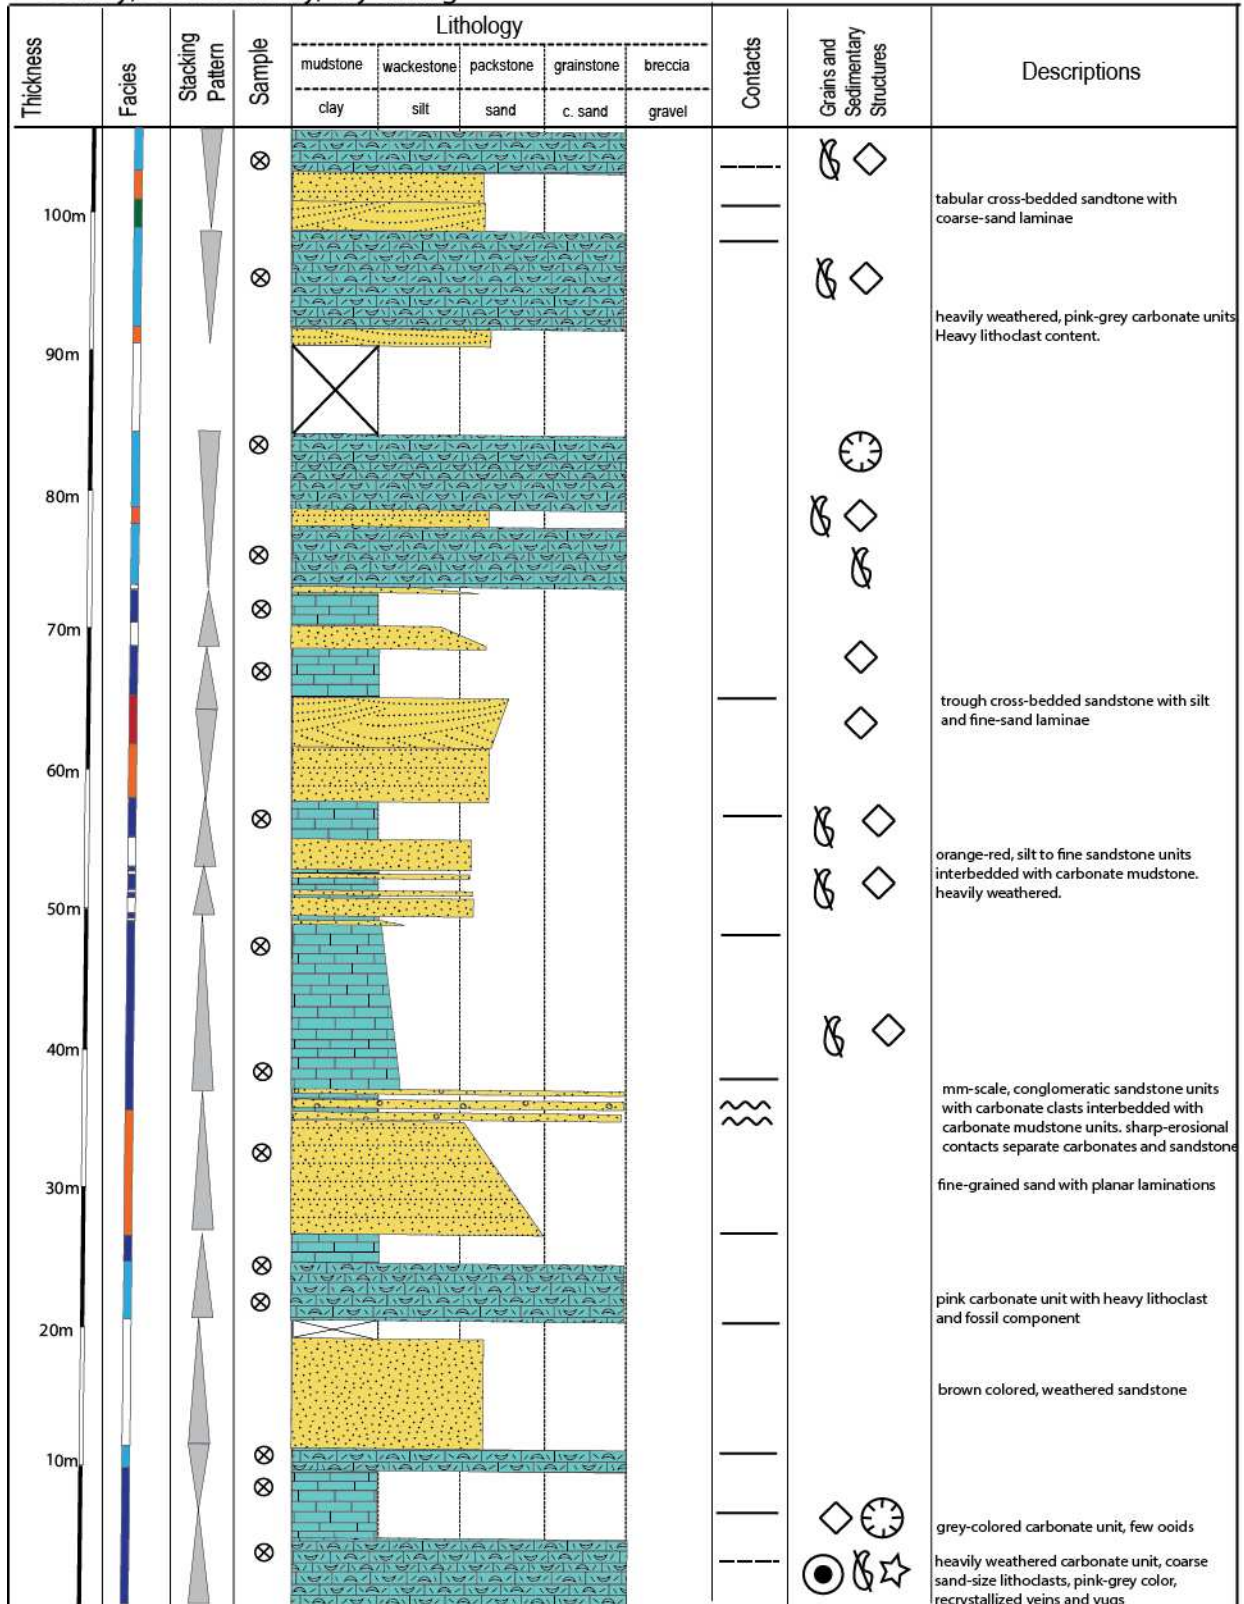 Thickness
Facies
Stacking
Pattern
Sample
Lithology
mudstone wackestone packstone grainstone breccia
clay silt sand c. sand gravel
Contacts
Grains and
Sedimentary
Structures
Descriptions
100m
90m
80m
70m
60m
50m
40m
30m
20m
10m
tabular cross-bedded sandtone with
coarse-sand laminae
heavily weathered, pink-grey carbonate units
Heavy lithoclast content.
trough cross-bedded sandstone with silt
and fine-sand laminae
orange-red, silt to fine sandstone units
interbedded with carbonate mudstone.
heavily weathered.
mm-scale, conglomeratic sandstone units
with carbonate clasts interbedded with
carbonate mudstone units. sharp-erosional
contacts separate carbonates and sandstone
fine-grained sand with planar laminations
pink carbonate unit with heavy lithoclast
and fossil component
brown colored, weathered sandstone
grey-colored carbonate unit, few ooids
heavily weathered carbonate unit, coarse
sand-size lithoclasts, pink-grey color,
recrystallized veins and vugs